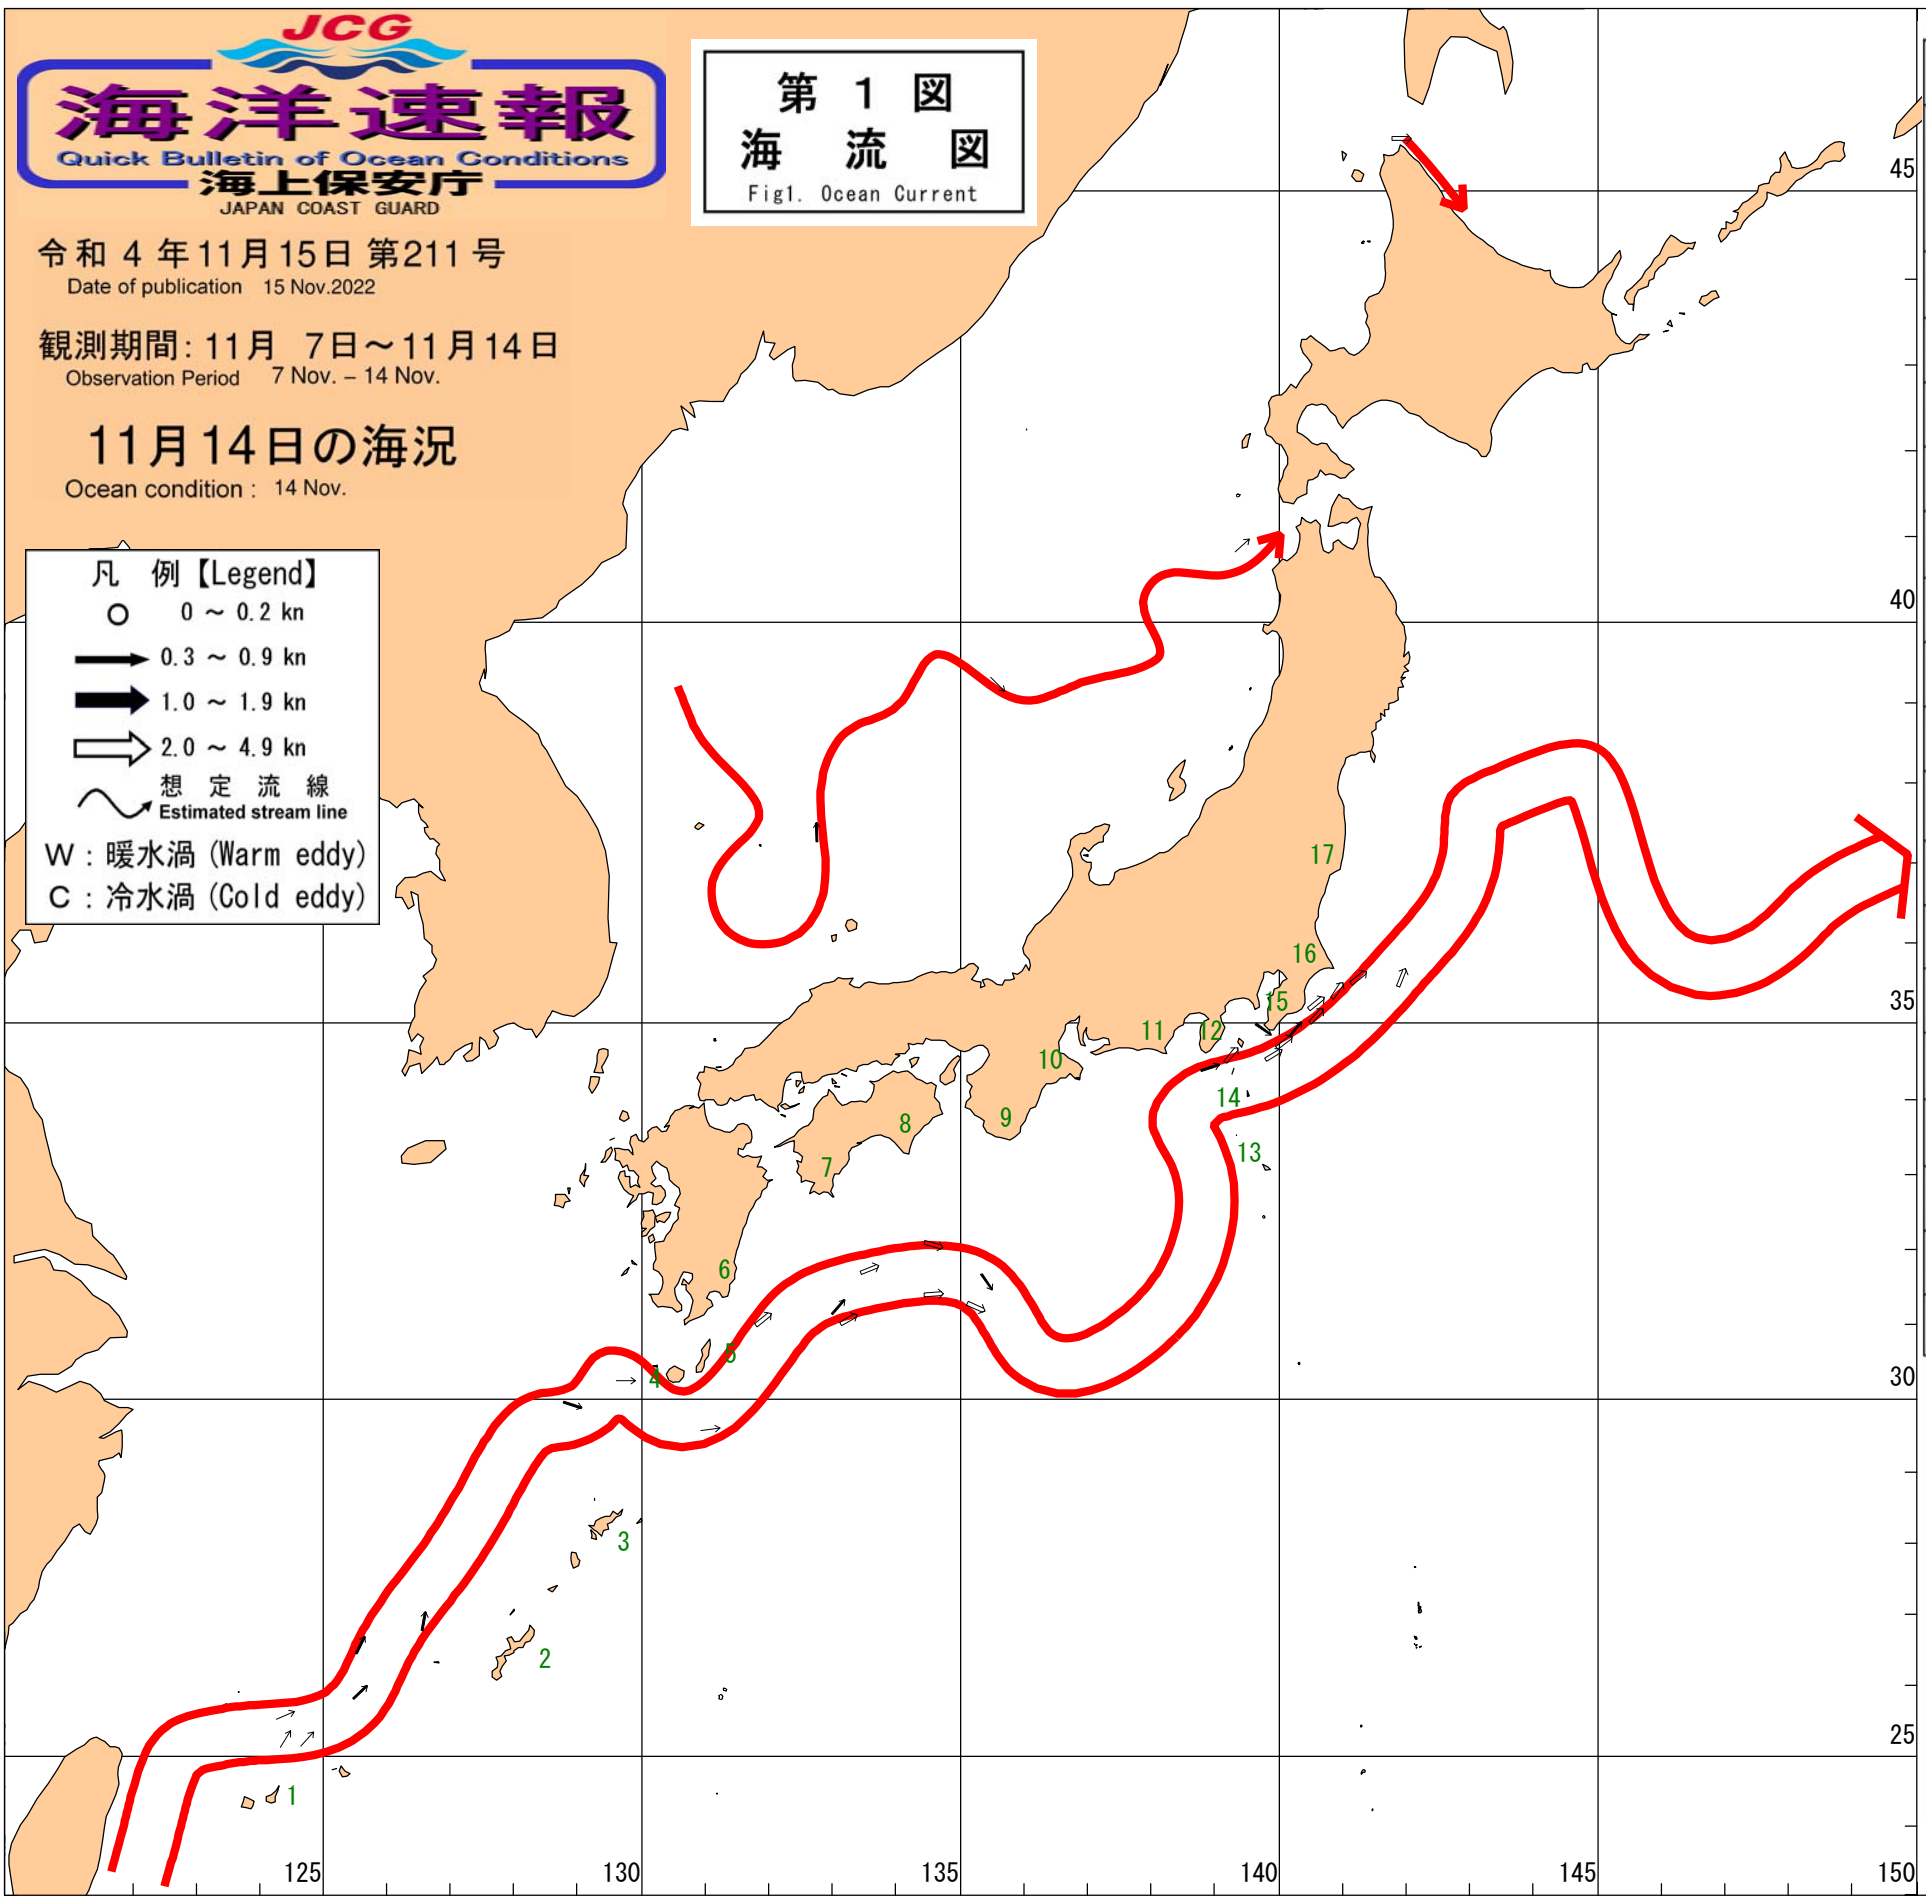 JCG
海洋速報
Quick Bulletin of Ocean Conditions
海上保安庁
JAPAN COAST GUARD
令和 4 年11月15日 第211号
Date of publication 15 Nov.2022
観測期間: 11月 7日～11月14日
Observation Period 7 Nov. – 14 Nov.
11月14日の海況
Ocean condition : 14 Nov.
第 1 図
海 流 図
Fig1. Ocean Current
凡 例【Legend】
0 ～ 0.2 kn
0.3 ～ 0.9 kn
1.0 ～ 1.9 kn
2.0 ～ 4.9 kn
想 定 流 線
Estimated stream line
W : 暖水渦 (Warm eddy)
C : 冷水渦 (Cold eddy)
45
40
17
16
35
15
12
11
10
14
9
8
13
7
6
5
4
30
3
2
25
1
125
130
135
140
145
150